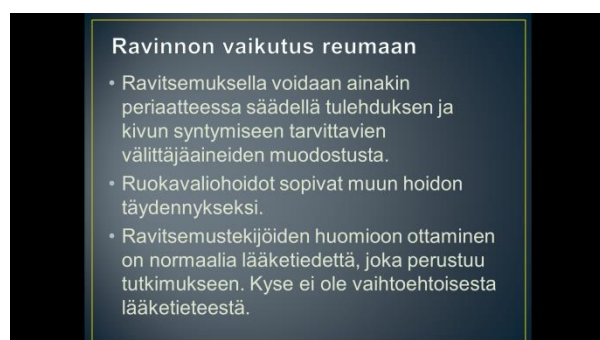 Ravinnon vaikutus reumaan
• Ravitsemuksella voidaan ainakin
periaatteessa säädellä tulehduksen ja
kivun syntymiseen tarvittavien
välittäjäaineiden muodostusta.
• Ruokavaliohoidot sopivat muun hoidon
täydennykseksi.
• Ravitsemustekijöiden huomioon ottaminen
on normaalia lääketiedettä, joka perustuu
tutkimukseen. Kyse ei ole vaihtoehtoisesta
lääketieteestä.